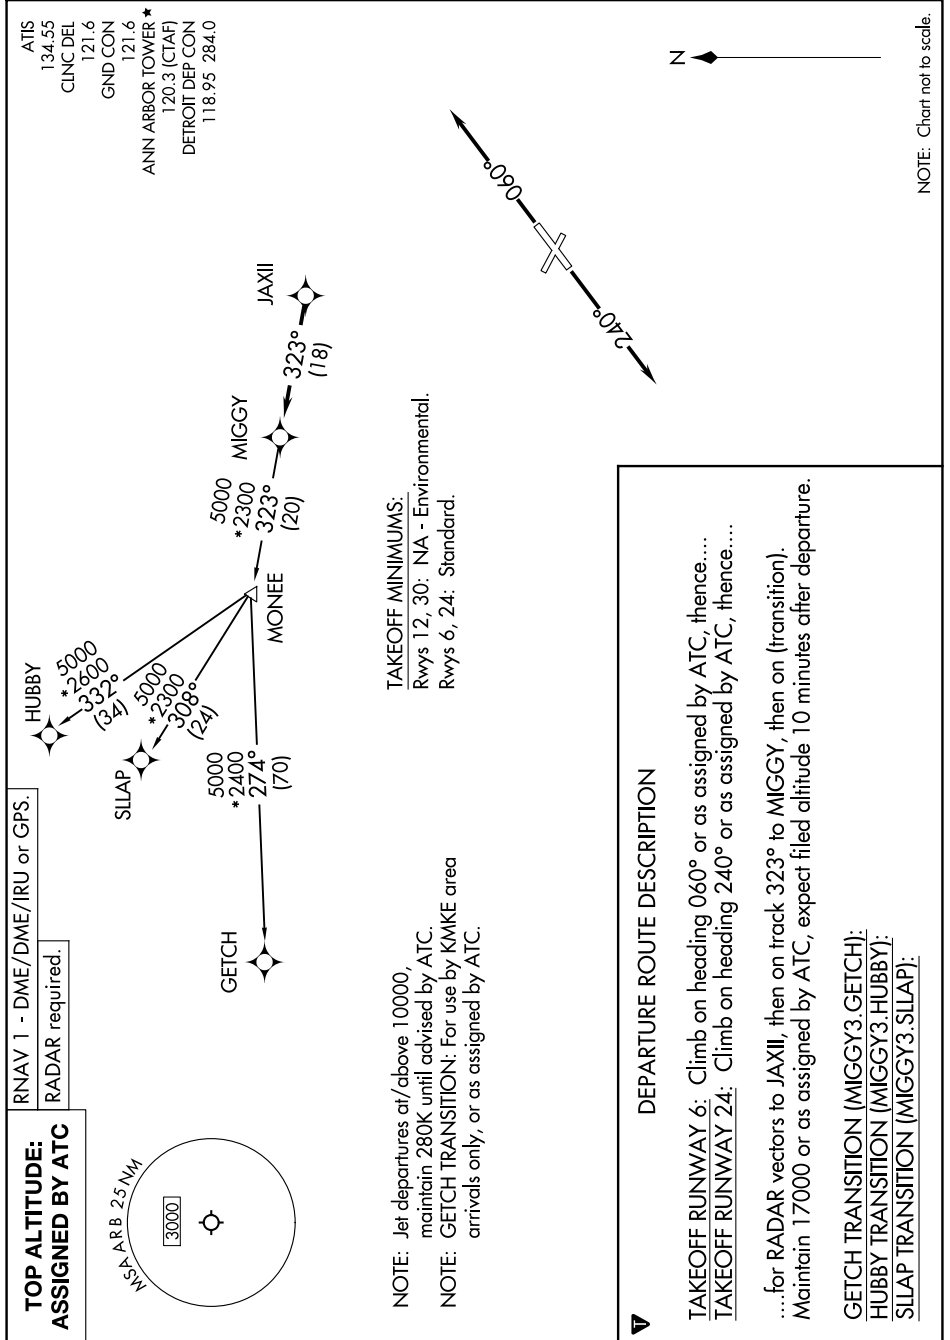 TOP ALTITUDE:
ASSIGNED BY ATC
RNAV 1 - DME/DME/IRU or GPS.
RADAR required.
ATIS
134.55
CLNC DEL
121.6
GND CON
121.6
ANN ARBOR TOWER ★
120.3 (CTAF)
DETROIT DEP CON
118.95 284.0
MSA ARB 25 NM
3000
HUBBY
5000
*2600
332°
(34)
SLLAP
5000
*2300
308°
(24)
GETCH
5000
*2400
274°
(70)
MONEE
5000
*2300
323°
(20)
MIGGY
323°
(18)
JAXII
NOTE: Jet departures at/above 10000,
maintain 280K until advised by ATC.
NOTE: GETCH TRANSITION: For use by KMKE area
arrivals only, or as assigned by ATC.
TAKEOFF MINIMUMS:
Rwys 12, 30: NA - Environmental.
Rwys 6, 24: Standard.
060°
240°
N
NOTE: Chart not to scale.
T
DEPARTURE ROUTE DESCRIPTION
TAKEOFF RUNWAY 6: Climb on heading 060° or as assigned by ATC, thence....
TAKEOFF RUNWAY 24: Climb on heading 240° or as assigned by ATC, thence....
....for RADAR vectors to JAXII, then on track 323° to MIGGY, then on (transition).
Maintain 17000 or as assigned by ATC, expect filed altitude 10 minutes after departure.
GETCH TRANSITION (MIGGY3.GETCH):
HUBBY TRANSITION (MIGGY3.HUBBY):
SLLAP TRANSITION (MIGGY3.SLLAP):